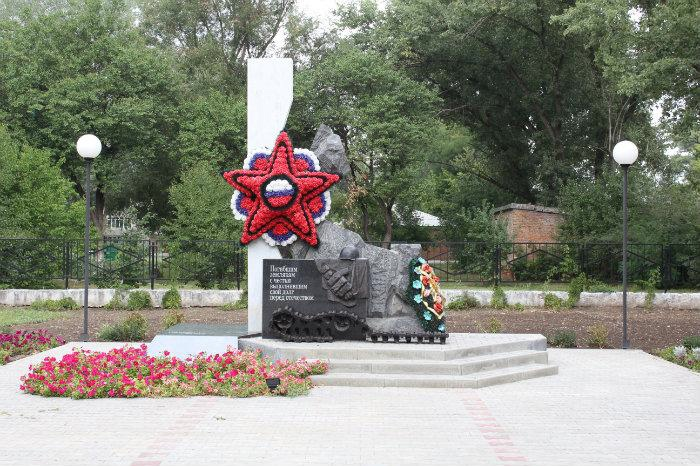 Погибшим
землякам
с честью
выполнившим
свой долг
перед отечеством